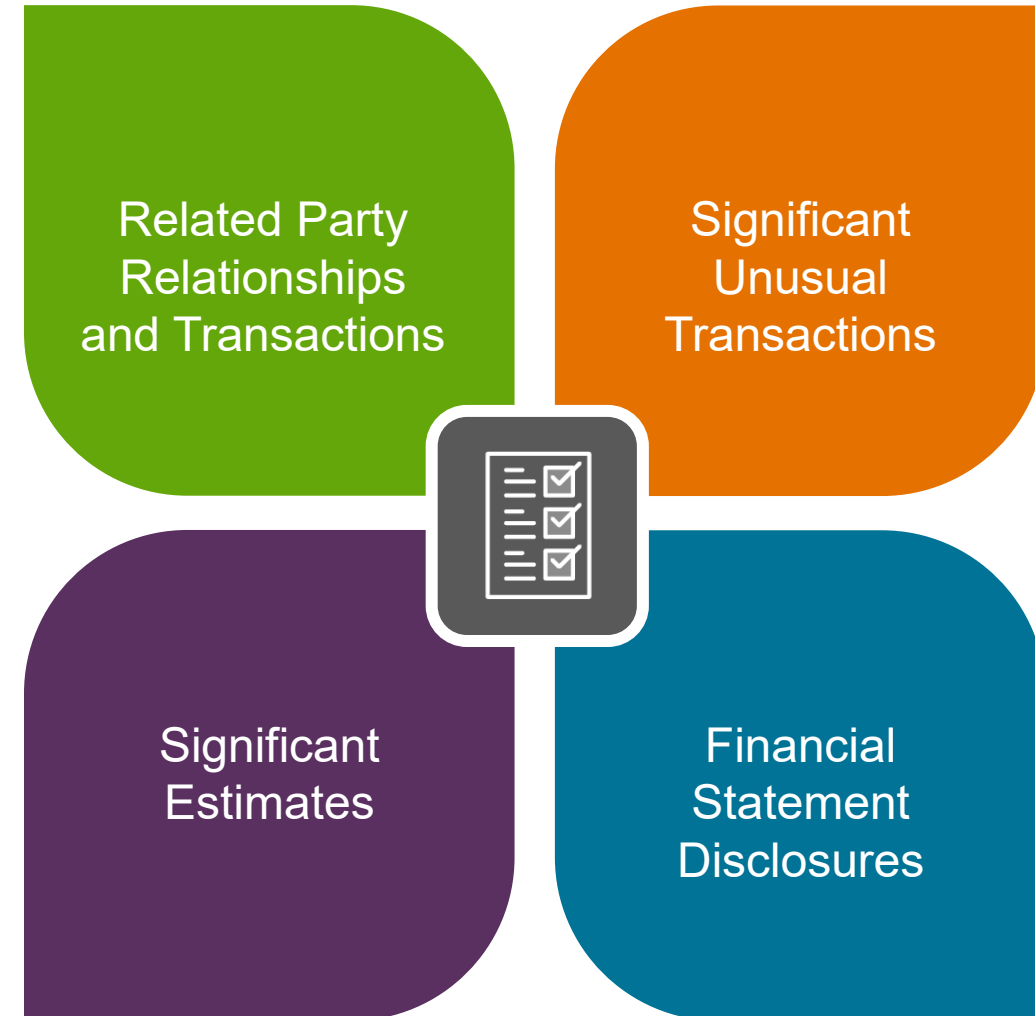 Related Party
Relationships
and Transactions
Significant
Unusual
Transactions
Significant
Estimates
Financial
Statement
Disclosures